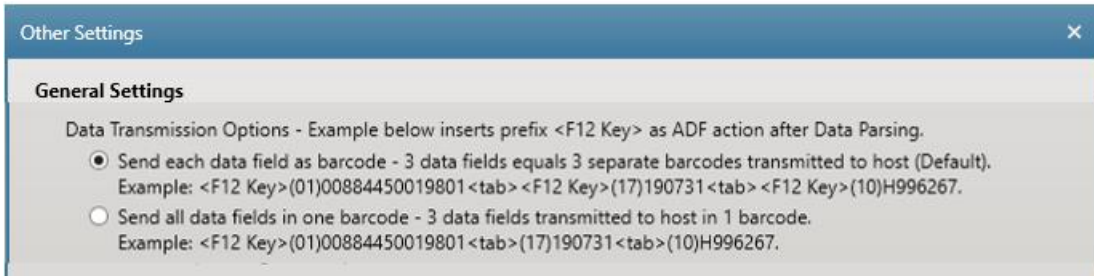 Other Settings
General Settings
Data Transmission Options - Example below inserts prefix <F12 Key> as ADF action after Data Parsing.
Send each data field as barcode - 3 data fields equals 3 separate barcodes transmitted to host (Default).
Example: <F12 Key>(01)00884450019801<tab><F12 Key>(17)190731<tab><F12 Key>(10)H996267.
Send all data fields in one barcode - 3 data fields transmitted to host in 1 barcode.
Example: <F12 Key>(01)00884450019801<tab>(17)190731<tab>(10)H996267.